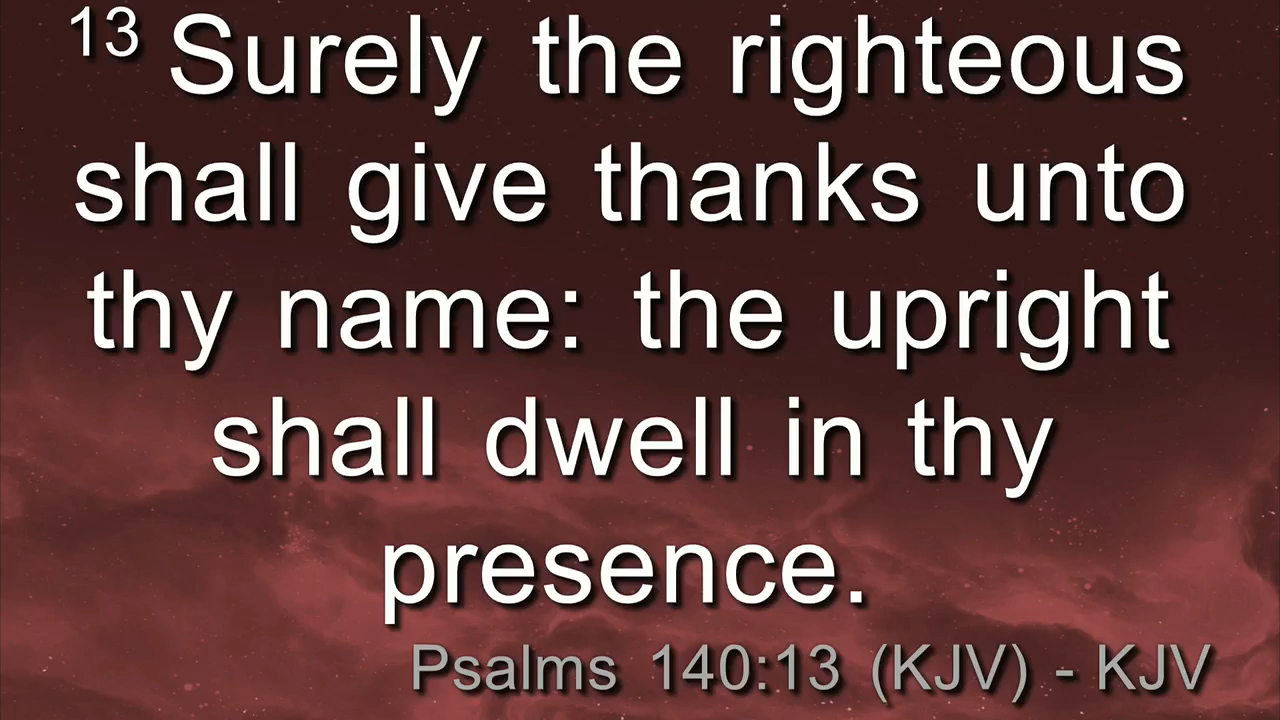 13 Surely the righteous
shall give thanks unto
thy name: the upright
shall dwell in thy
presence.
Psalms 140:13 (KJV) - KJV